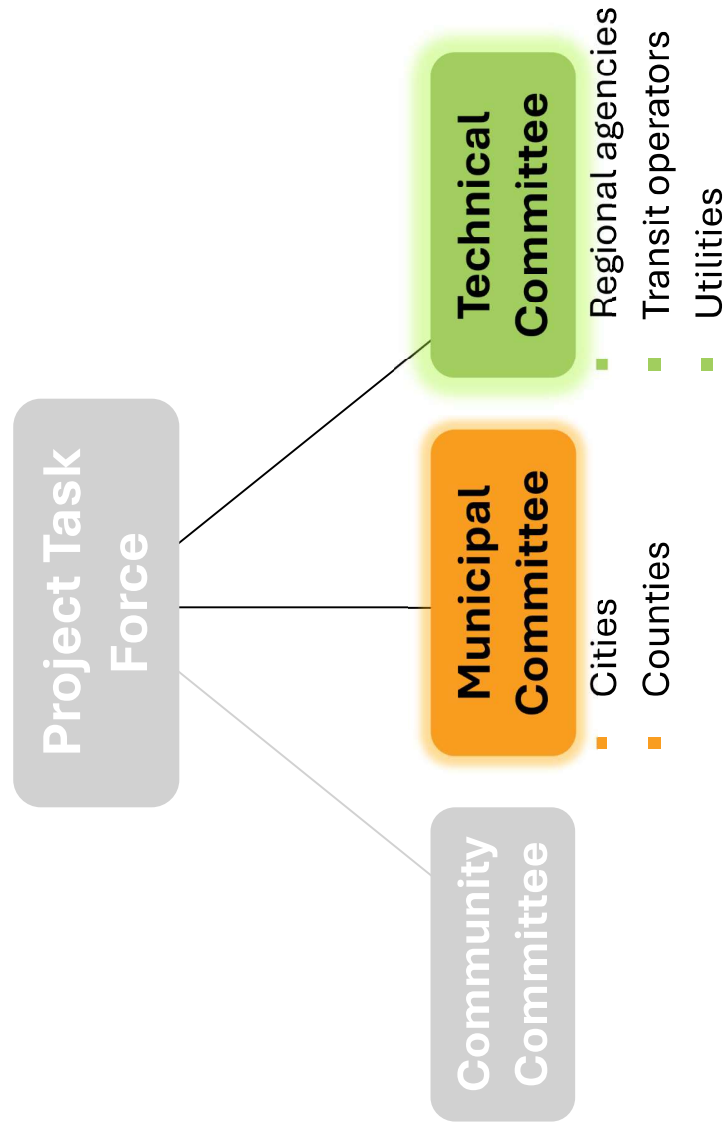 Project Task
Force
Community
Committee
Municipal
Committee
Cities
Counties
Technical
Committee
Regional agencies
Transit operators
Utilities